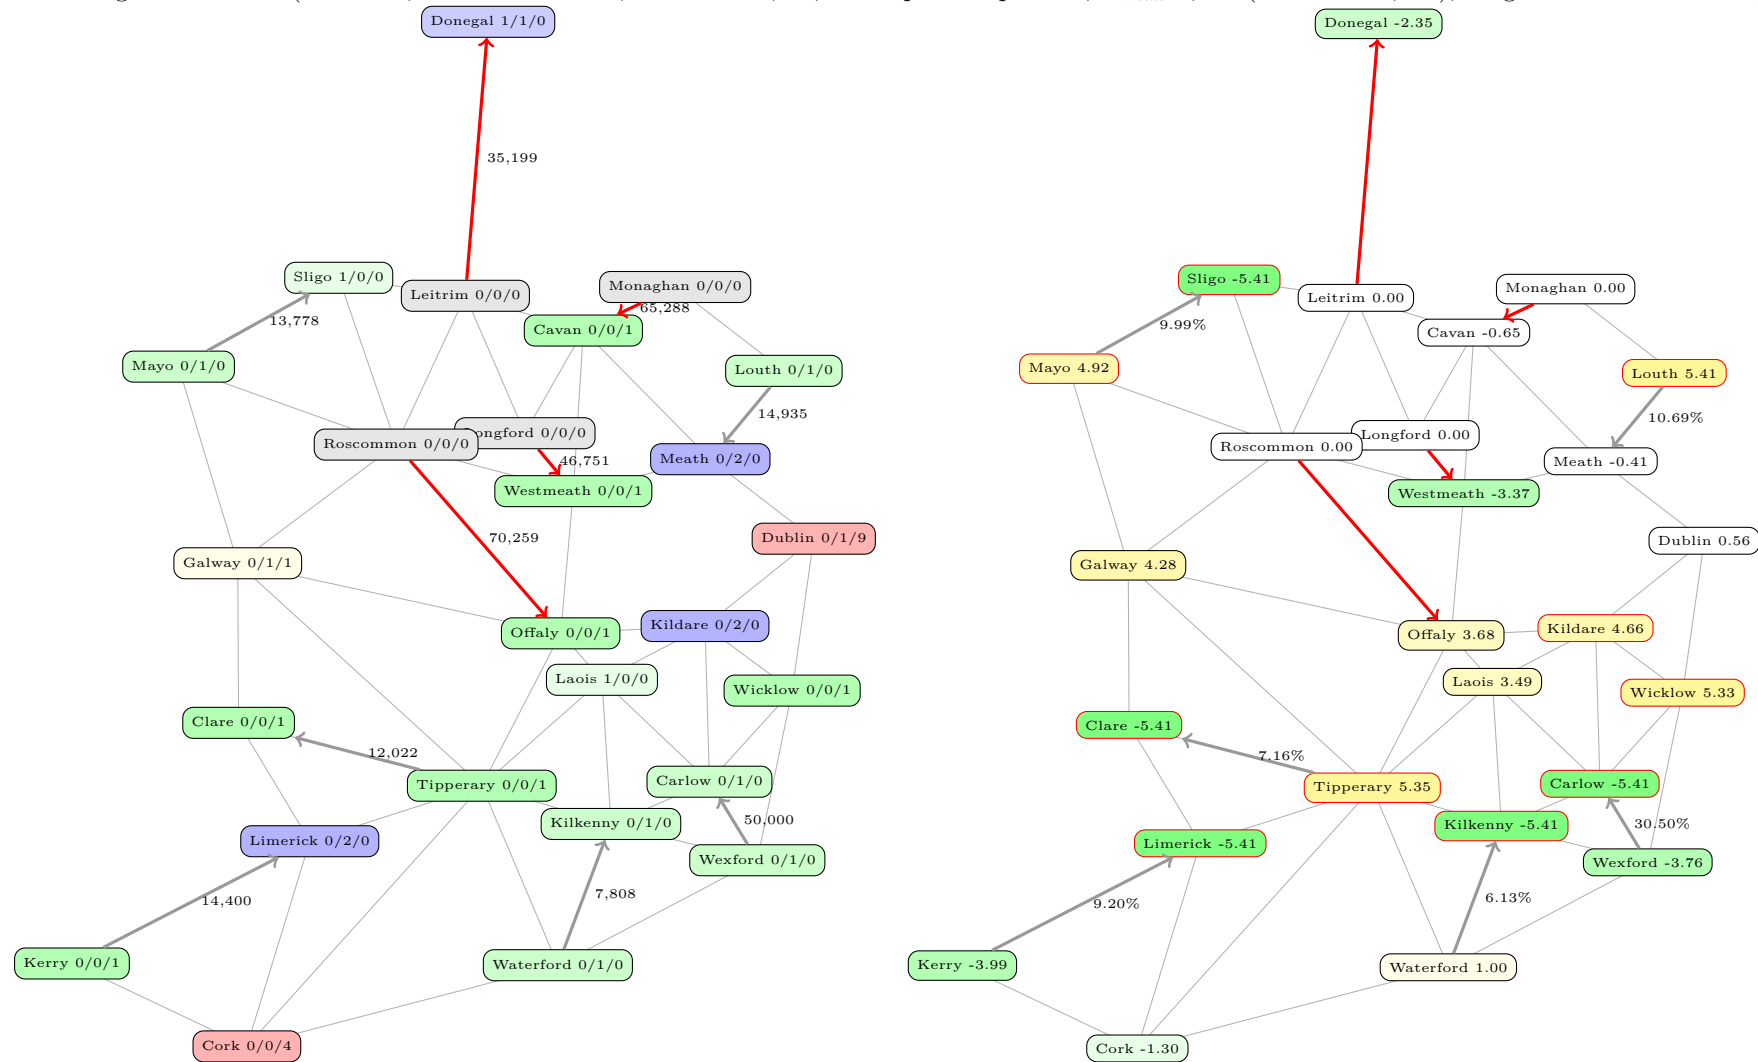 Donegal 1/1/0
35,199
Sligo 1/0/0
Leitrim 0/0/0
Monaghan 0/0/0
65,288
13,778
Cavan 0/0/1
Mayo 0/1/0
Louth 0/1/0
14,935
Roscommon 0/0/0
0/0/0
46,751
Meath 0/2/0
Westmeath 0/0/1
70,259
Dublin 0/1/9
Galway 0/1/1
Offaly 0/0/1
Kildare 0/2/0
Laois 1/0/0
Wicklow 0/0/1
Clare 0/0/1
12,022
Tipperary 0/0/1
Carlow 0/1/0
Kilkenny 0/1/0
50,000
Limerick 0/2/0
Wexford 0/1/0
14,400
7,808
Kerry 0/0/1
Waterford 0/1/0
Cork 0/0/4
Donegal -2.35
Sligo -5.41
Leitrim 0.00
Monaghan 0.00
9.99%
Cavan -0.65
Mayo 4.92
Louth 5.41
10.69%
Roscommon 0.00
Longford 0.00
Meath -0.41
Westmeath -3.37
Dublin 0.56
Galway 4.28
Offaly 3.68
Kildare 4.66
Laois 3.49
Wicklow 5.33
Clare -5.41
7.16%
Tipperary 5.35
Carlow -5.41
Kilkenny -5.41
30.50%
Limerick -5.41
Wexford -3.76
9.20%
6.13%
Kerry -3.99
Waterford 1.00
Cork -1.30